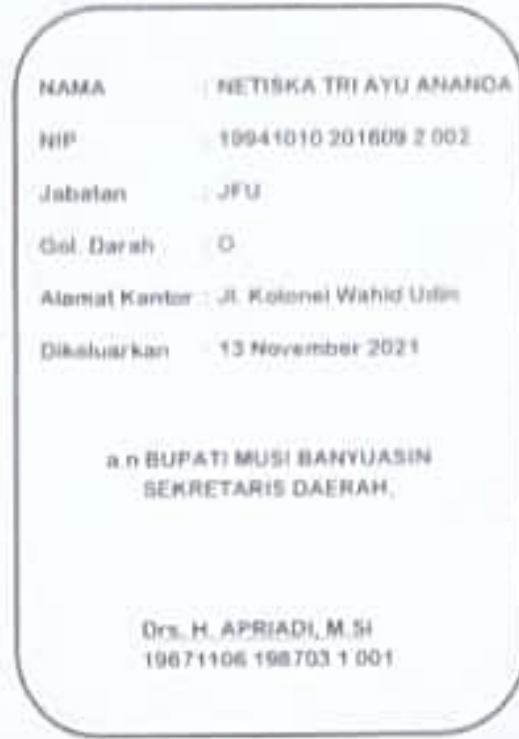 NAMA : NETISKA TRI AYU ANANDA
NIP : 19941010 201609 2 002
Jabatan : JFU
Gol. Darah : O
Alamat Kantor : Jl. Kolonel Wahid Udin
Dikeluarkan : 13 November 2021
a.n BUPATI MUSI BANYUASIN
SEKRETARIS DAERAH,
Drs. H. APRIADI, M.Si
19671106 198703 1 001